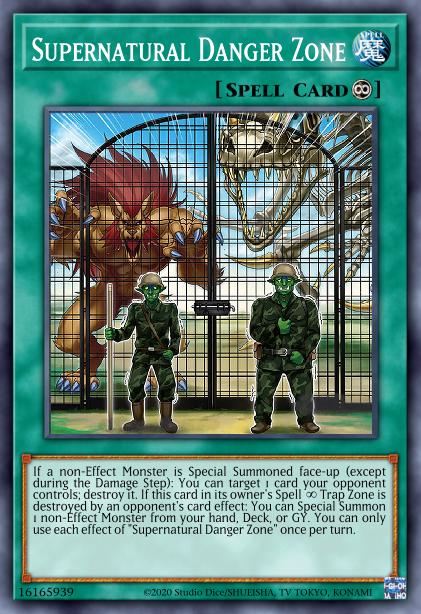 SUPERNATURAL DANGER ZONE
SPELL
魔
[SPELL CARD∞]
If a non-Effect Monster is Special Summoned face-up (except
during the Damage Step): You can target 1 card your opponent
controls; destroy it. If this card in its owner's Spell ∞ Trap Zone is
destroyed by an opponent's card effect: You can Special Summon
1 non-Effect Monster from your hand, Deck, or GY. You can only
use each effect of "Supernatural Danger Zone" once per turn.
16165939
©2020 Studio Dice/SHUEISHA, TV TOKYO, KONAMI